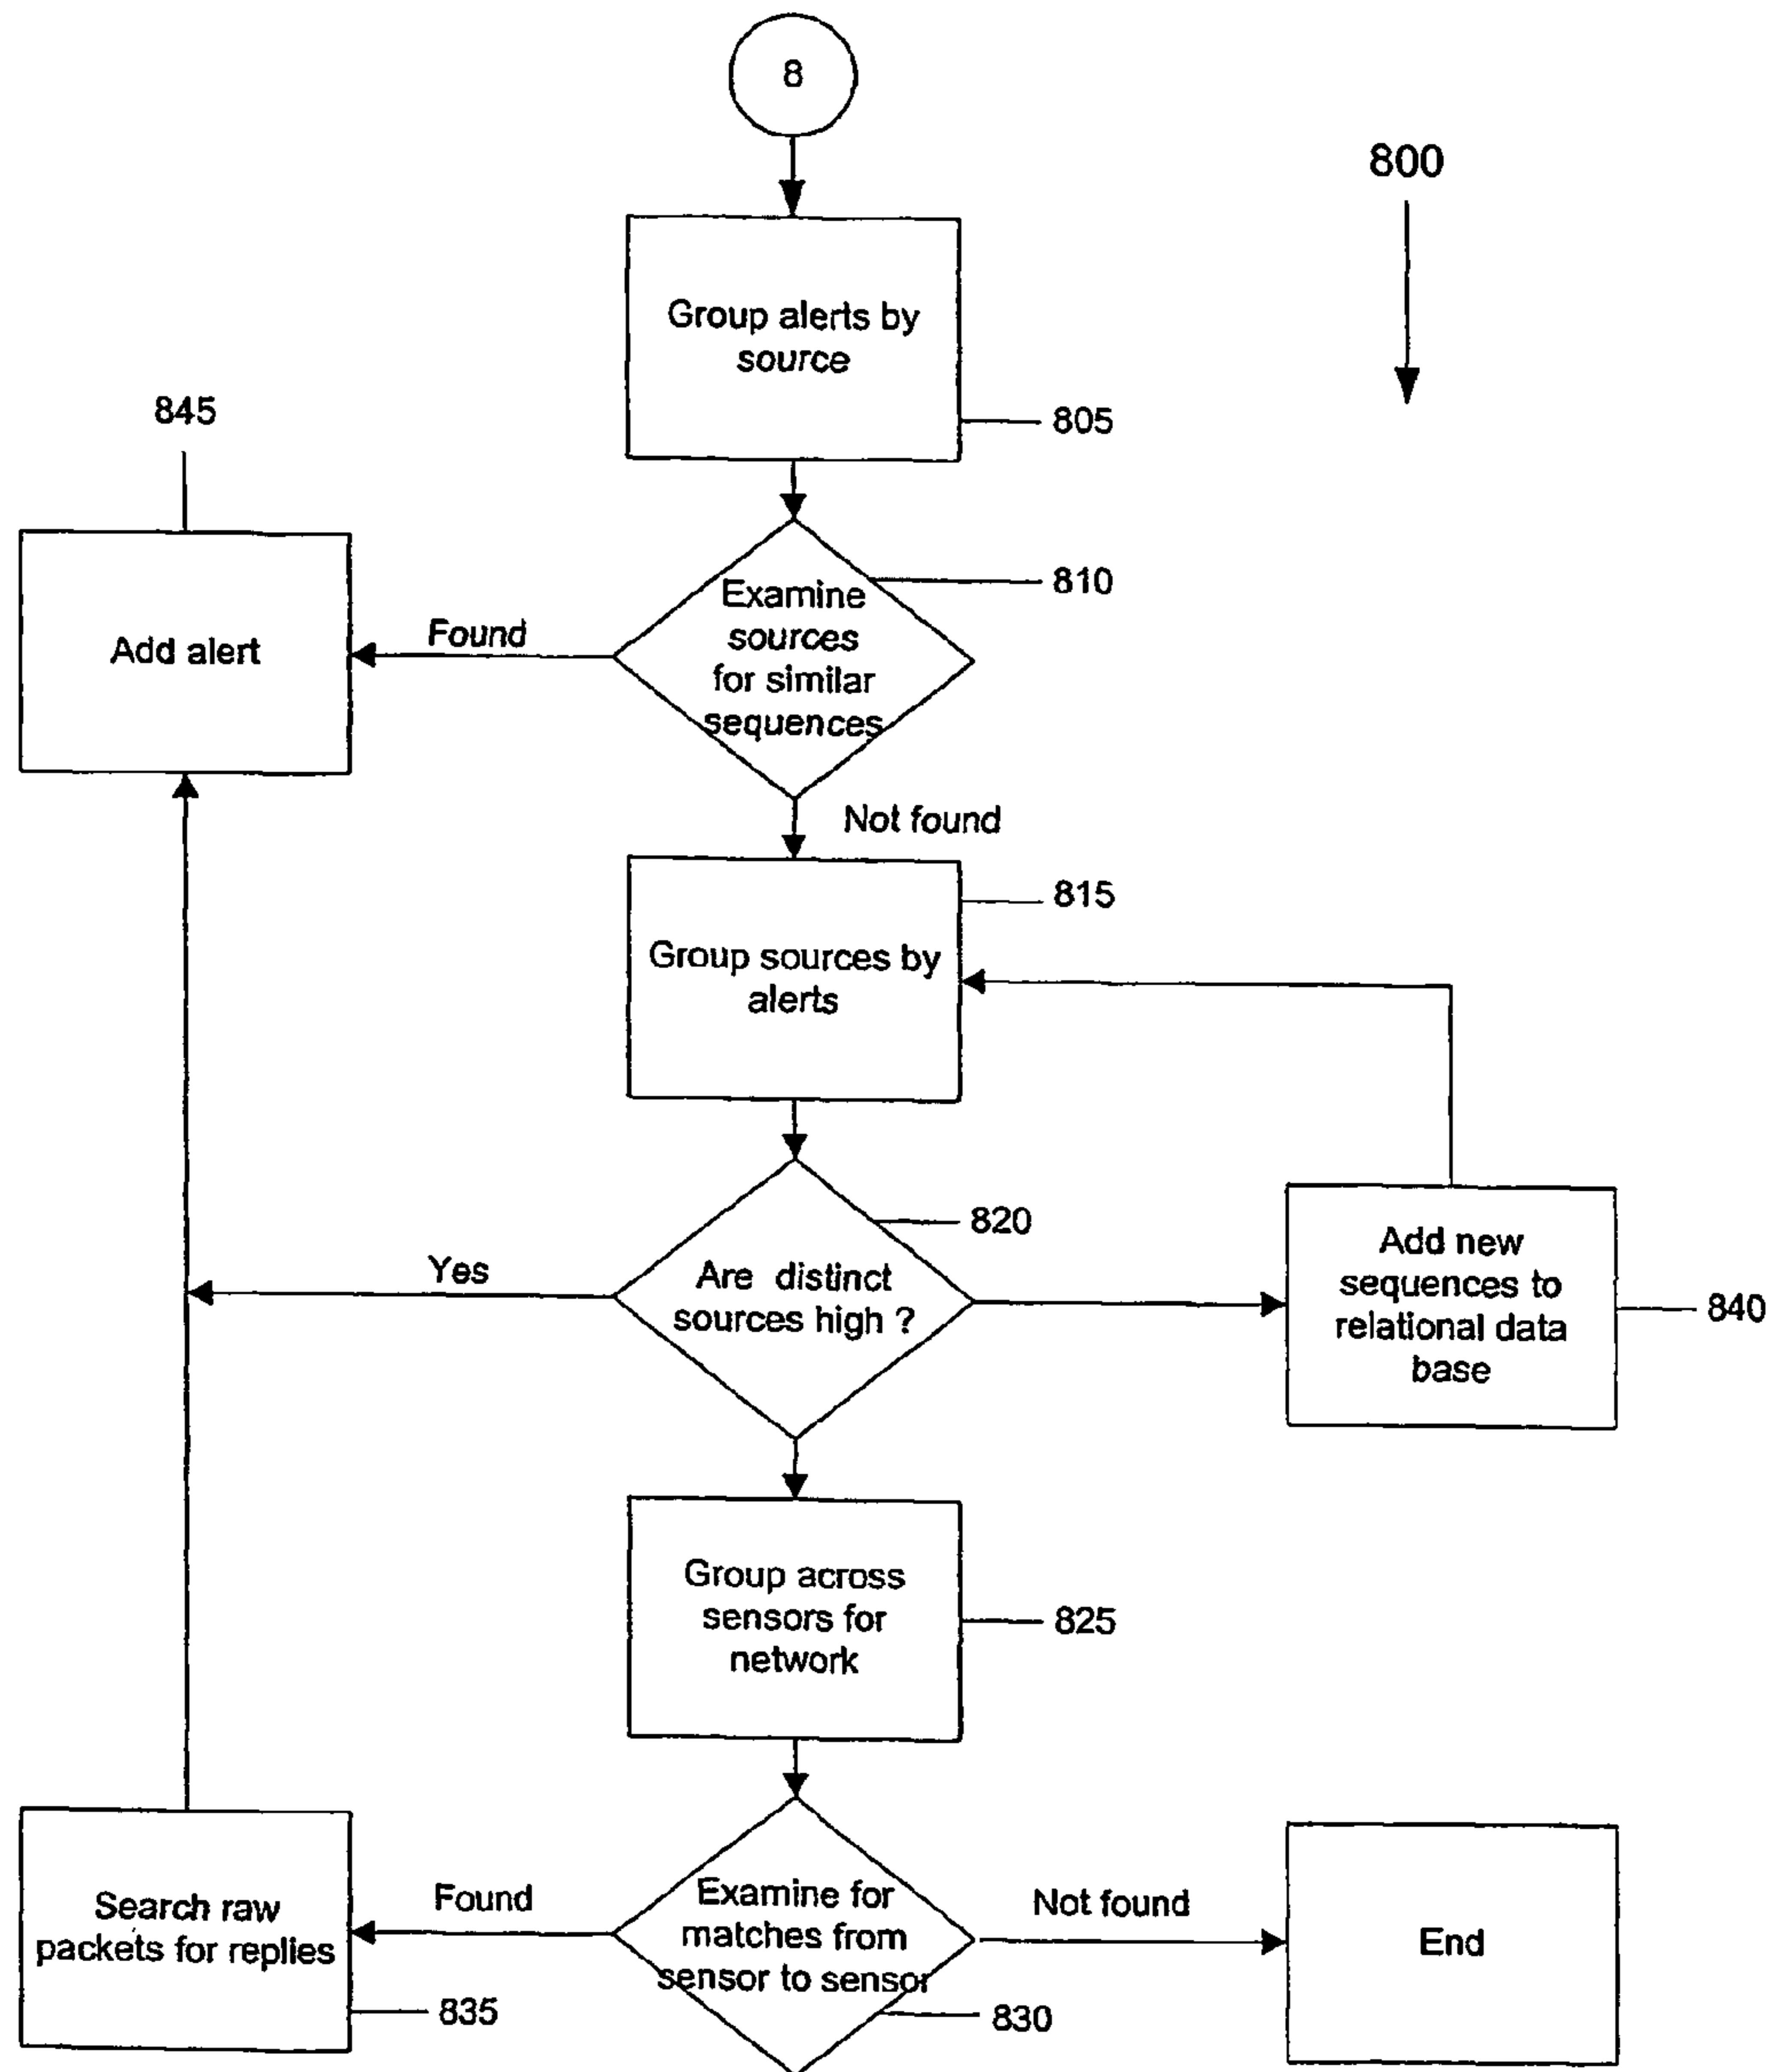 8
800
Group alerts by
source
805
845
Add alert
Found
810
Examine
sources
for similar
sequences
Not found
815
Group sources by
alerts
820
Yes
Are distinct
sources high ?
Add new
sequences to
relational data
base
840
Group across
sensors for
network
825
Search raw
packets for replies
835
Found
Examine for
matches from
sensor to sensor
830
Not found
End